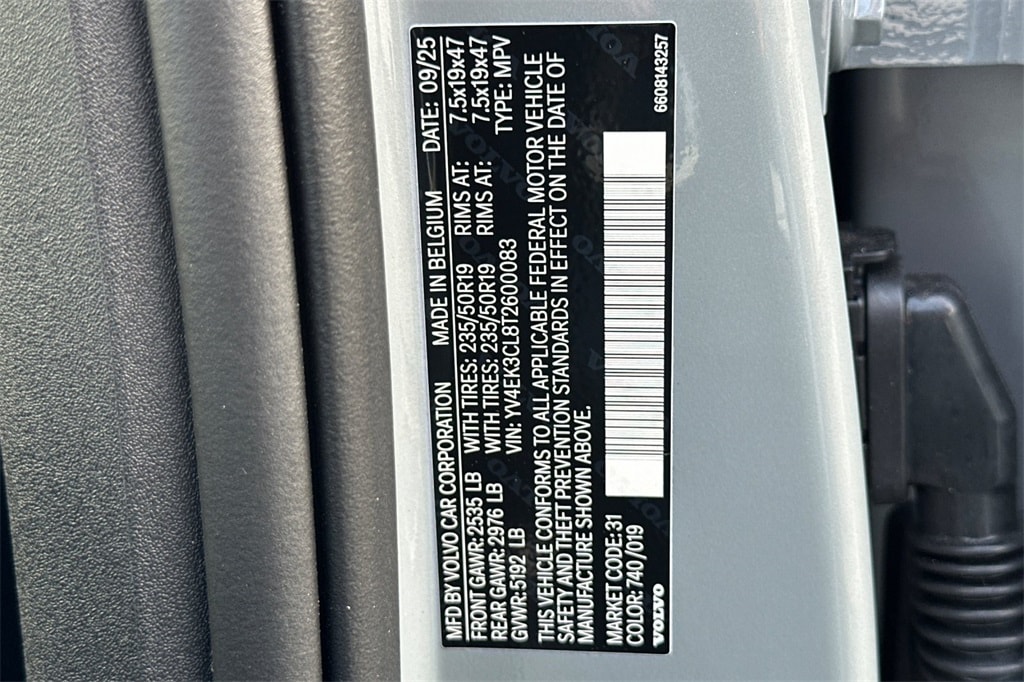 MFD BY VOLVO CAR CORPORATION MADE IN BELGIUM DATE: 09/25
FRONT GAWR:2535 LB WITH TIRES: 235/50R19 RIMS AT: 7.5x19x47
REAR GAWR:2976 LB WITH TIRES: 235/50R19 RIMS AT: 7.5x19x47
GVWR:5192 LB VIN: YV4EK3CL8T2600083 TYPE: MPV
THIS VEHICLE CONFORMS TO ALL APPLICABLE FEDERAL MOTOR VEHICLE
SAFETY AND THEFT PREVENTION STANDARDS IN EFFECT ON THE DATE OF
MANUFACTURE SHOWN ABOVE.
MARKET CODE:31
COLOR:740/019
VOLVO 6608143257